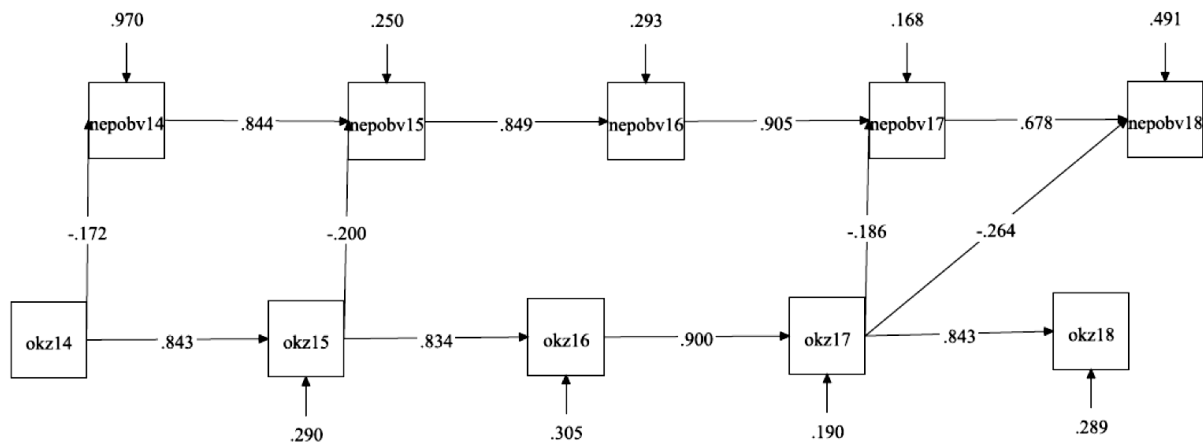 .970 .250 .293 .168 .491
nepobv14 .844 nepobv15 .849 nepobv16 .905 nepobv17 .678 nepobv18
-.172 -.200 -.186 -.264
okz14 .843 okz15 .834 okz16 .900 okz17 .843 okz18
.290 .305 .190 .289